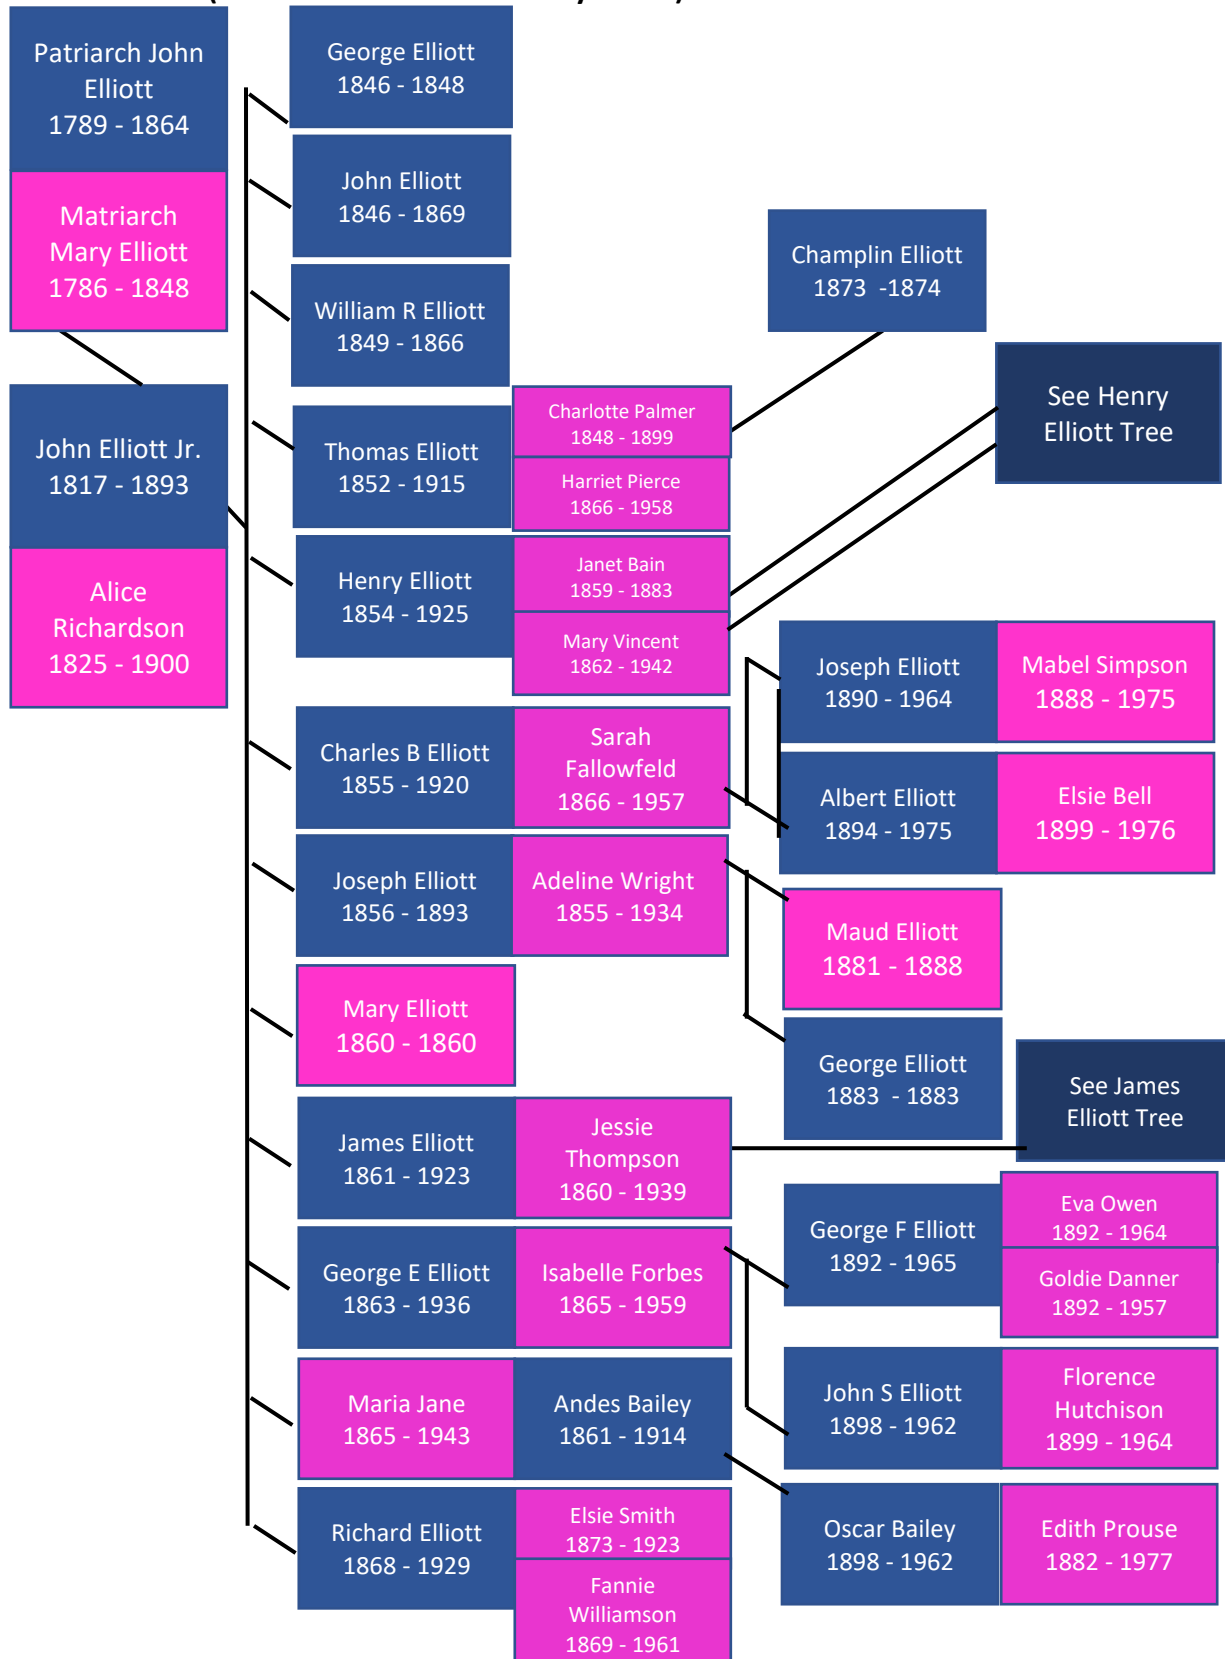 Patriarch John
Elliott
1789 - 1864
Matriarch
Mary Elliott
1786 - 1848
John Elliott Jr.
1817 - 1893
Alice
Richardson
1825 - 1900
George Elliott
1846 - 1848
John Elliott
1846 - 1869
William R Elliott
1849 - 1866
Thomas Elliott
1852 - 1915
Charlotte Palmer
1848 - 1899
Harriet Pierce
1866 - 1958
Champlin Elliott
1873 -1874
Henry Elliott
1854 - 1925
Janet Bain
1859 - 1883
Mary Vincent
1862 - 1942
See Henry
Elliott Tree
Charles B Elliott
1855 - 1920
Sarah
Fallowfeld
1866 - 1957
Joseph Elliott
1890 - 1964
Mabel Simpson
1888 - 1975
Albert Elliott
1894 - 1975
Elsie Bell
1899 - 1976
Joseph Elliott
1856 - 1893
Adeline Wright
1855 - 1934
Maud Elliott
1881 - 1888
George Elliott
1883 - 1883
Mary Elliott
1860 - 1860
James Elliott
1861 - 1923
Jessie
Thompson
1860 - 1939
See James
Elliott Tree
George E Elliott
1863 - 1936
Isabelle Forbes
1865 - 1959
George F Elliott
1892 - 1965
Eva Owen
1892 - 1964
Goldie Danner
1892 - 1957
John S Elliott
1898 - 1962
Florence
Hutchison
1899 - 1964
Maria Jane
1865 - 1943
Andes Bailey
1861 - 1914
Oscar Bailey
1898 - 1962
Edith Prouse
1882 - 1977
Richard Elliott
1868 - 1929
Elsie Smith
1873 - 1923
Fannie
Williamson
1869 - 1961